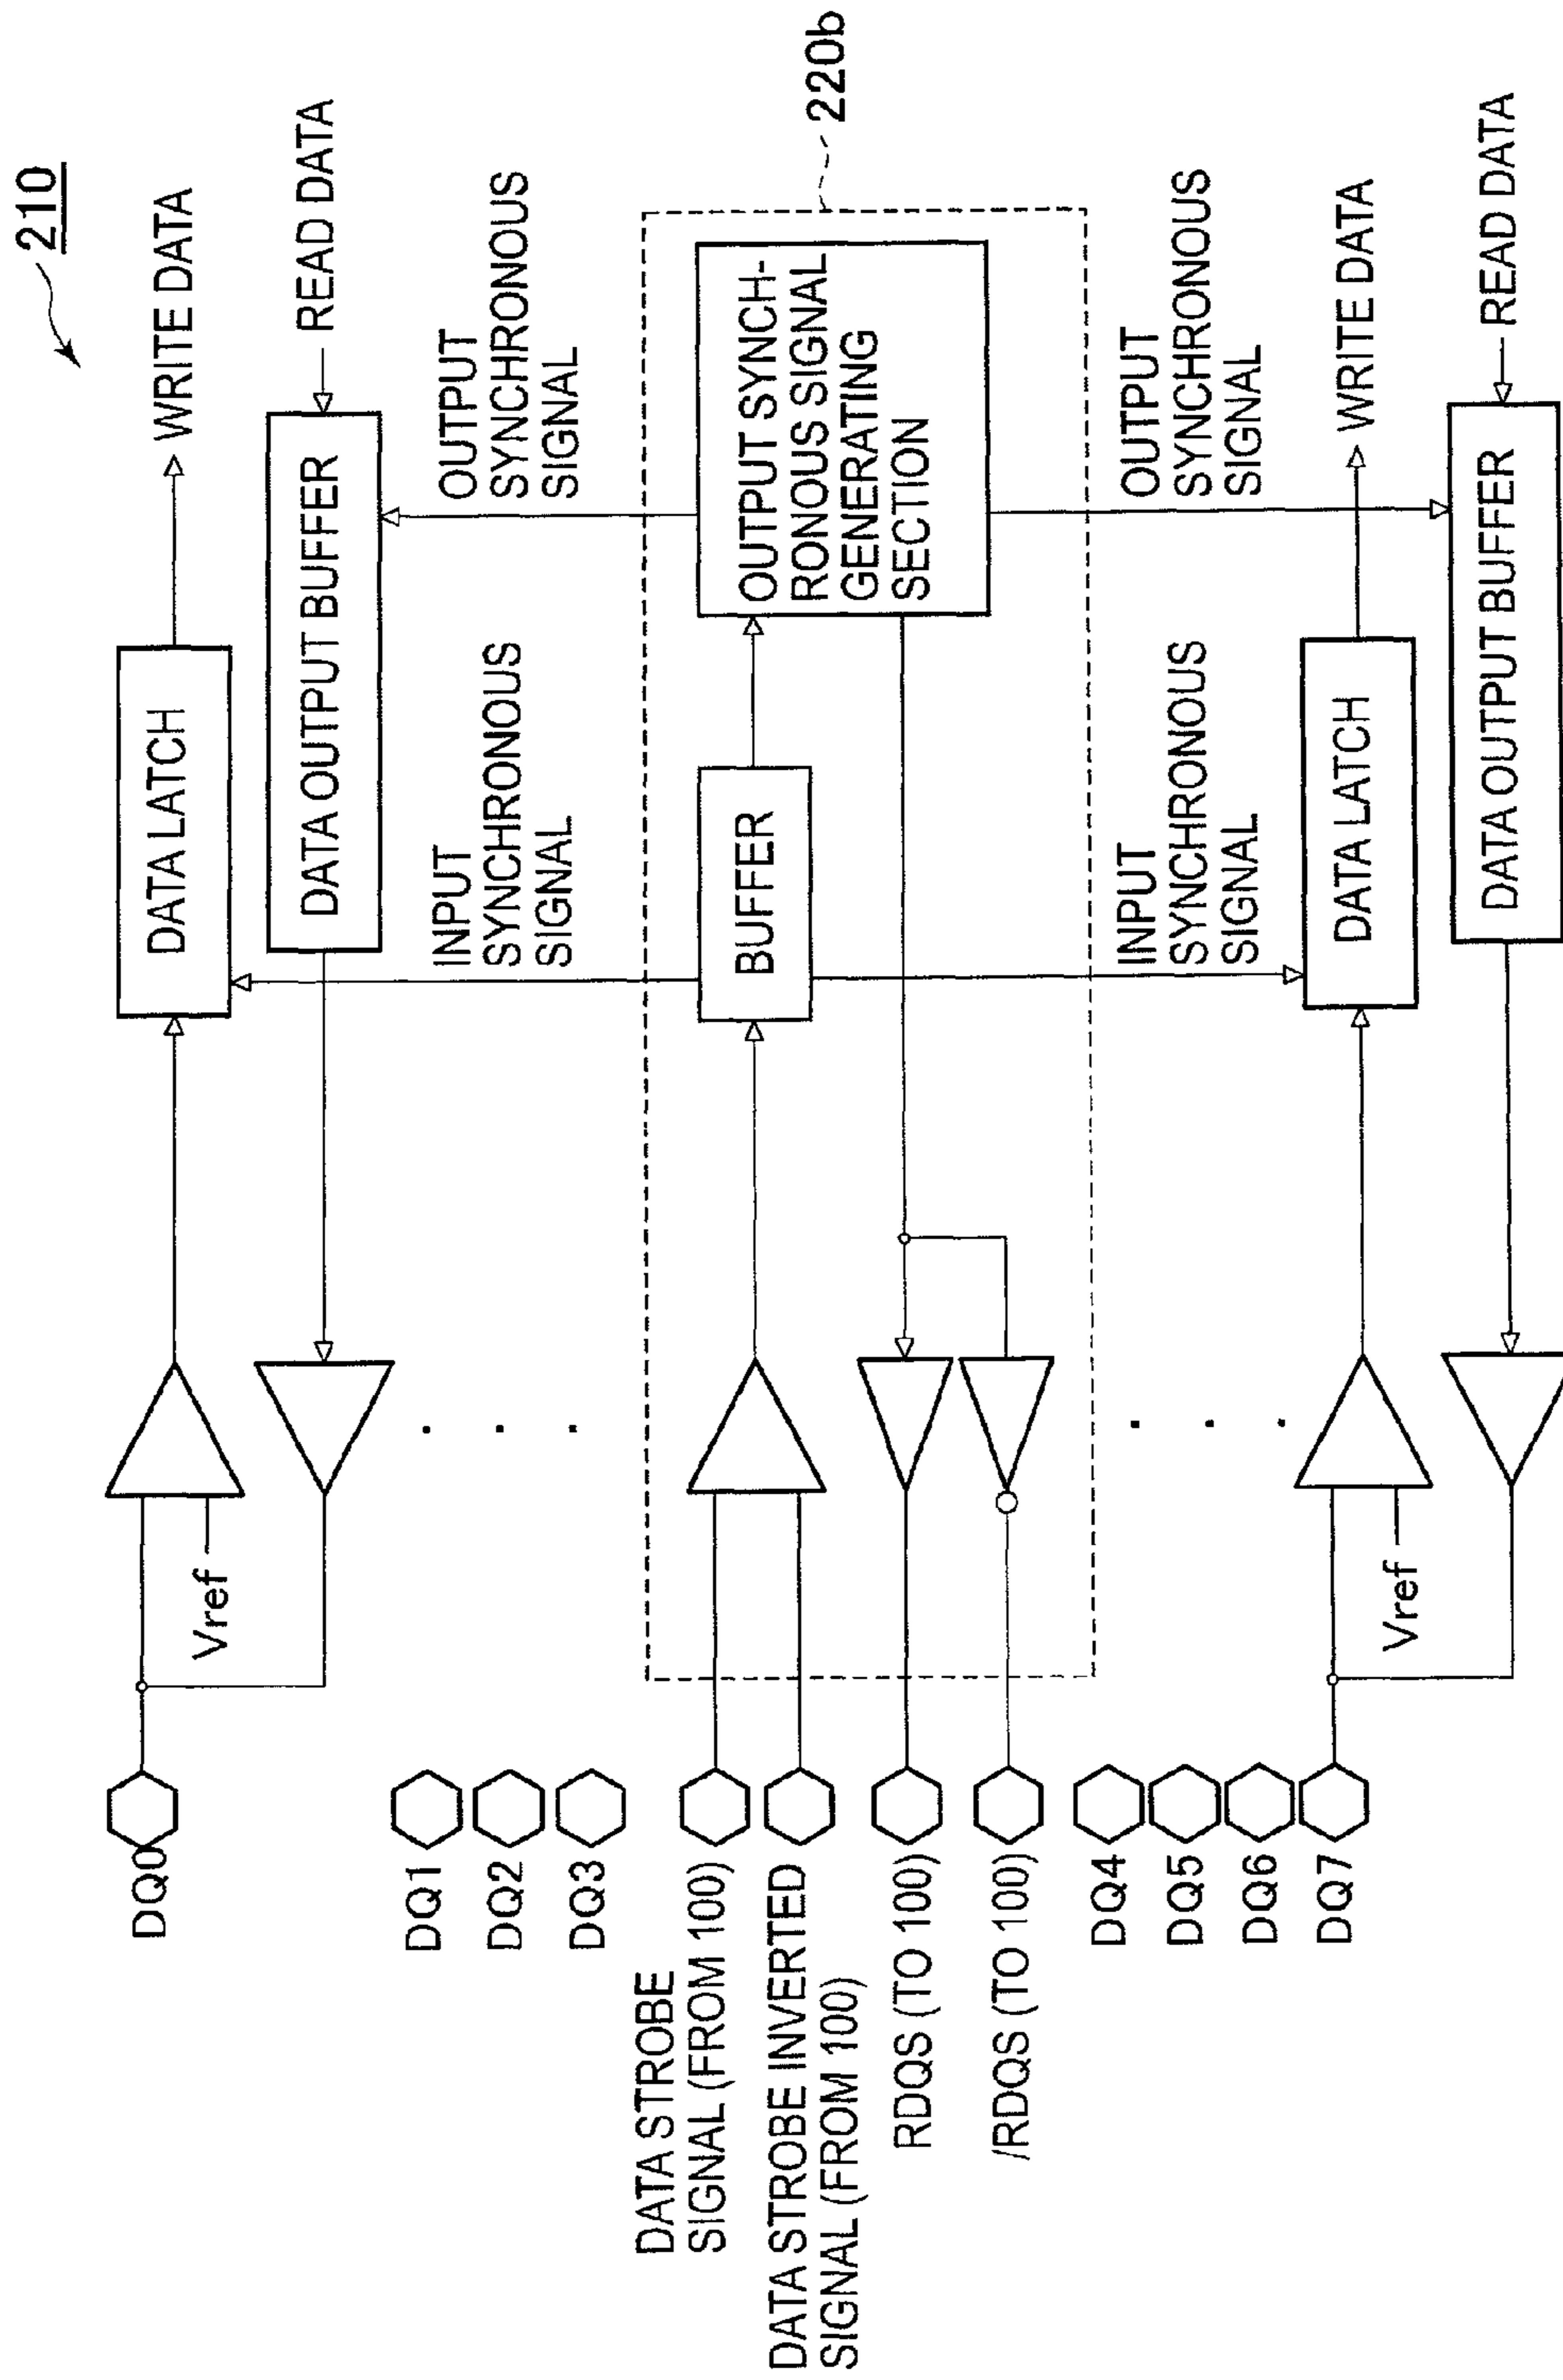 210
DQ0
Vref
DATA LATCH
WRITE DATA
DATA OUTPUT BUFFER
READ DATA
DQ1
DQ2
DQ3
INPUT
SYNCHRONOUS
SIGNAL
OUTPUT
SYNCHRONOUS
SIGNAL
220b
DATA STROBE
SIGNAL (FROM 100)
DATA STROBE INVERTED
SIGNAL (FROM 100)
RDQS (TO 100)
/RDQS (TO 100)
BUFFER
OUTPUT SYNCH-
RONOUS SIGNAL
GENERATING
SECTION
DQ4
DQ5
DQ6
DQ7
INPUT
SYNCHRONOUS
SIGNAL
OUTPUT
SYNCHRONOUS
SIGNAL
Vref
DATA LATCH
WRITE DATA
DATA OUTPUT BUFFER
READ DATA